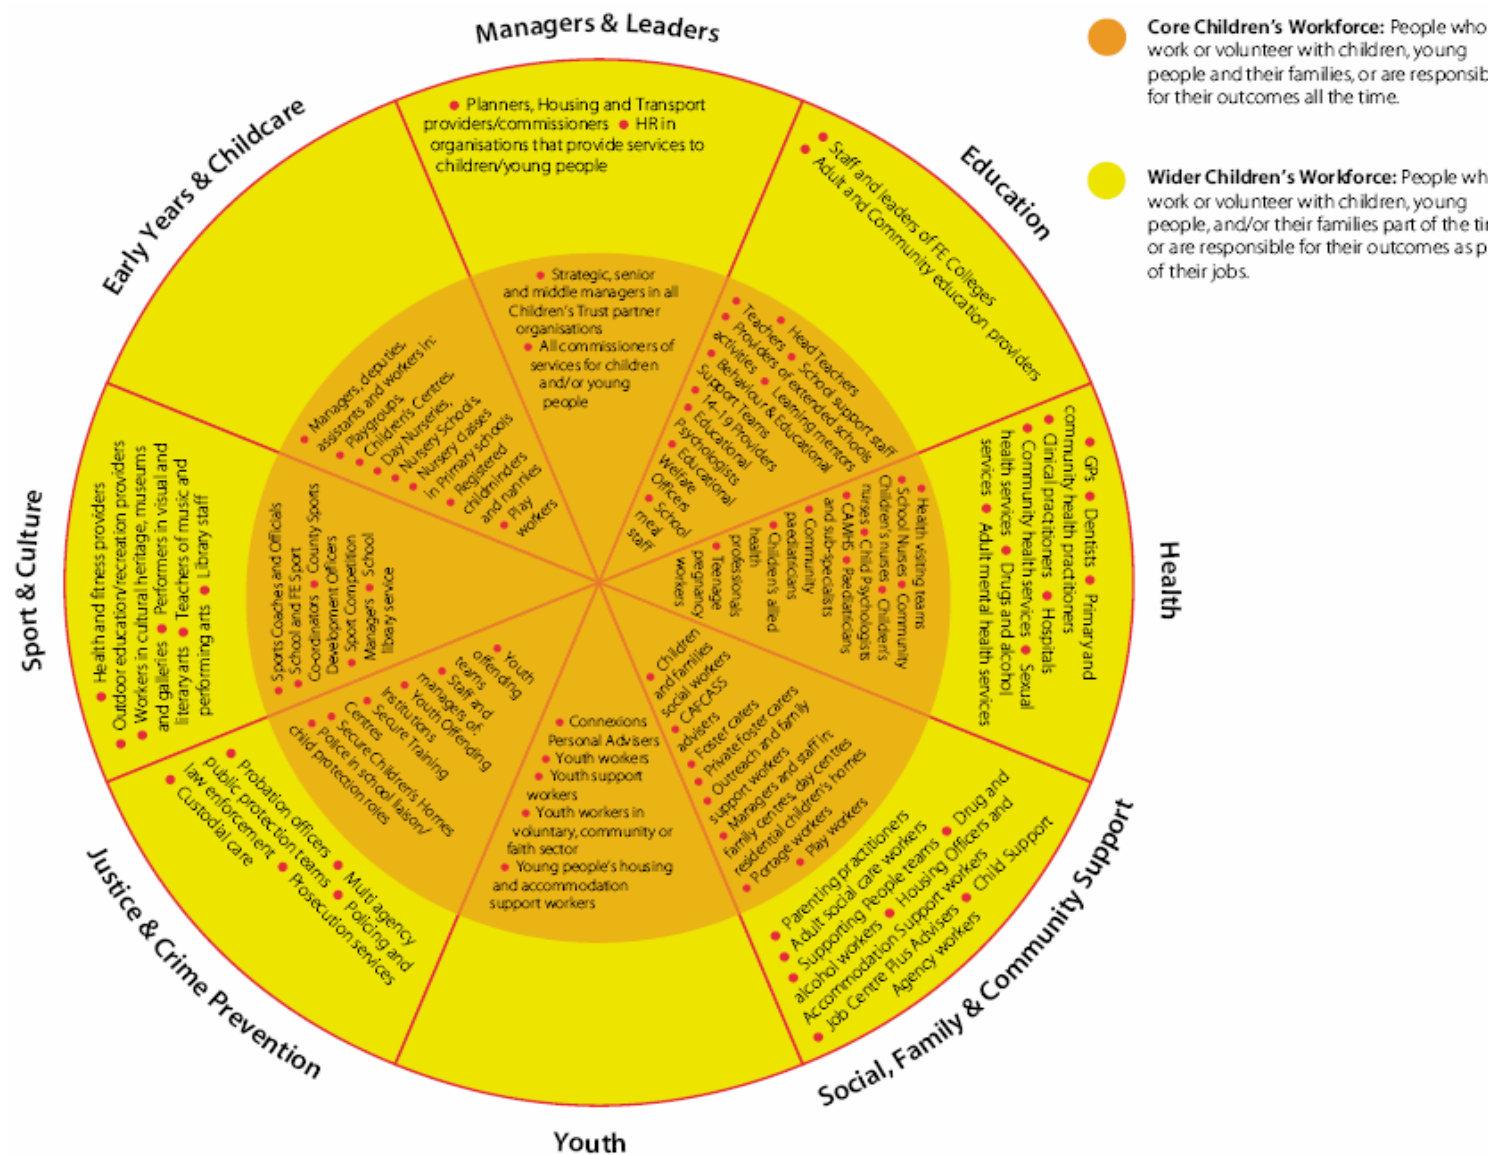 Managers & Leaders
• Planners, Housing and Transport
providers/commissioners • HR in
organisations that provide services to
children/young people
• Strategic, senior
and middle managers in all
Children's Trust partner
organisations
• All commissioners of
services for children
and/or young
people
Education
• Staff and leaders of FE Colleges
• Adult and Community education providers
• Head Teachers
• Teachers • School support staff
• Providers of extended schools
activities • Learning mentors
• Behaviour & Educational
Support Teams
• 14–19 Providers
• Educational
Psychologists
• Educational
Welfare
Officers
• School
meal
staff
Health
• GPs • Dentists • Primary and
community health practitioners
• Clinical practitioners • Hospitals
• Community health services • Sexual
health services • Drugs and alcohol
services • Adult mental health services
• Health visiting teams
• School Nurses • Community
Children's nurses • Children's
nurses • Child Psychologists
• CAMHS • Paediatricians
and sub-specialists
• Community
paediatricians
• Children's allied
health
professionals
• Teenage
pregnancy
workers
Social, Family & Community Support
• Children
and families
social workers
• CAFCASS
advisers
• Foster carers
• Private foster carers
• Outreach and family
support workers
• Managers and staff in:
family centres, day centres
residential children's homes
• Portage workers
• Play workers
• Parenting practitioners
• Adult social care workers
• Supporting People teams • Drug and
alcohol workers • Housing Officers and
Accommodation Support workers
• Job Centre Plus Advisers • Child Support
Agency workers
Youth
• Connexions
Personal Advisers
• Youth workers
• Youth support
workers
• Youth workers in
voluntary, community or
faith sector
• Young people's housing
and accommodation
support workers
Justice & Crime Prevention
• Youth
offending
teams
• Staff and
managers of:
• Youth Offending
Institutions
• Secure Training
Centres
• Secure Children's Homes
• Police in school liaison/
child protection roles
• Probation officers • Multi agency
public protection teams • Policing and
law enforcement • Prosecution services
• Custodial care
Sport & Culture
• Health and fitness providers
• Outdoor education/recreation providers
• Workers in cultural heritage, museums
and galleries • Performers in visual and
literary arts • Teachers of music and
performing arts • Library staff
• Sports Coaches and Officials
• School and FE Sport
Co-ordinators • County Sports
Development Officers
• Sport Competition
Managers • School
library service
Early Years & Childcare
• Managers, deputies,
assistants and workers in:
• Playgroups,
• Children's Centres,
• Day Nurseries,
• Nursery Schools,
• Nursery classes
in Primary schools
• Registered
childminders
and nannies
• Play
workers
Core Children's Workforce: People who
work or volunteer with children, young
people and their families, or are responsib
for their outcomes all the time.
Wider Children's Workforce: People wh
work or volunteer with children, young
people, and/or their families part of the tim
or are responsible for their outcomes as p
of their jobs.